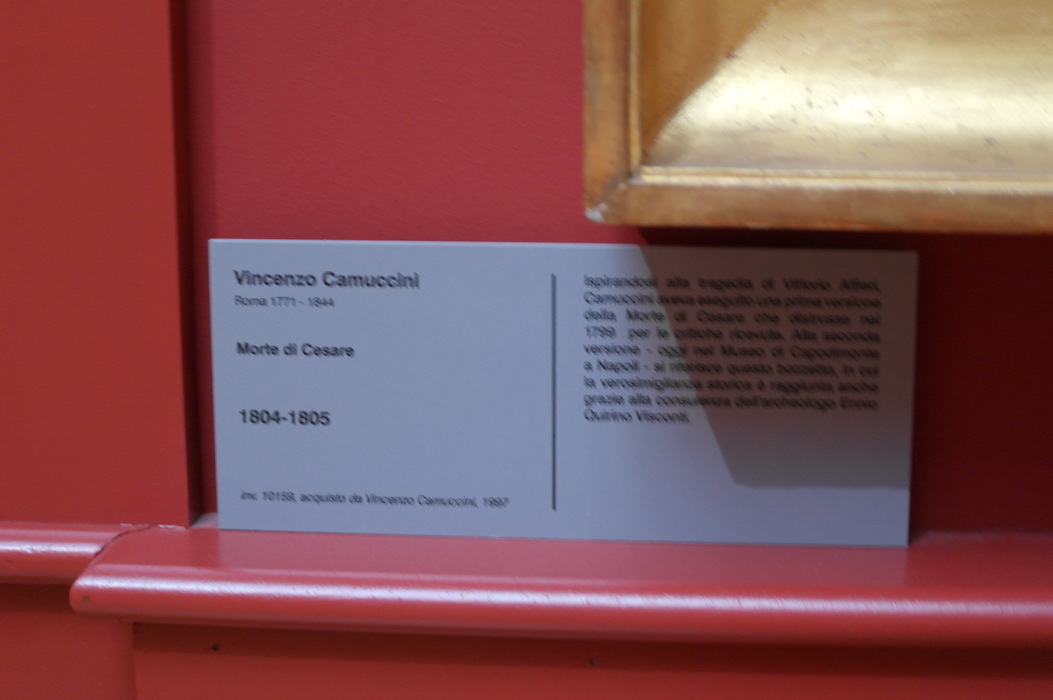 Vincenzo Camuccini
Roma 1771 - 1844
Morte di Cesare
1804-1805
inv. 10159, acquisto da Vincenzo Camuccini, 1997
Ispirandosi alla tragedia di Vittorio Alfieri,
Camuccini aveva eseguito una prima versione
della Morte di Cesare che distrusse nel
1799 per le critiche ricevute. Alla seconda
versione - oggi nel Museo di Capodimonte
a Napoli - si riferisce questo bozzetto, in cui
la verosimiglianza storica è raggiunta anche
grazie alla consulenza dell'archeologo Ennio
Quirino Visconti.